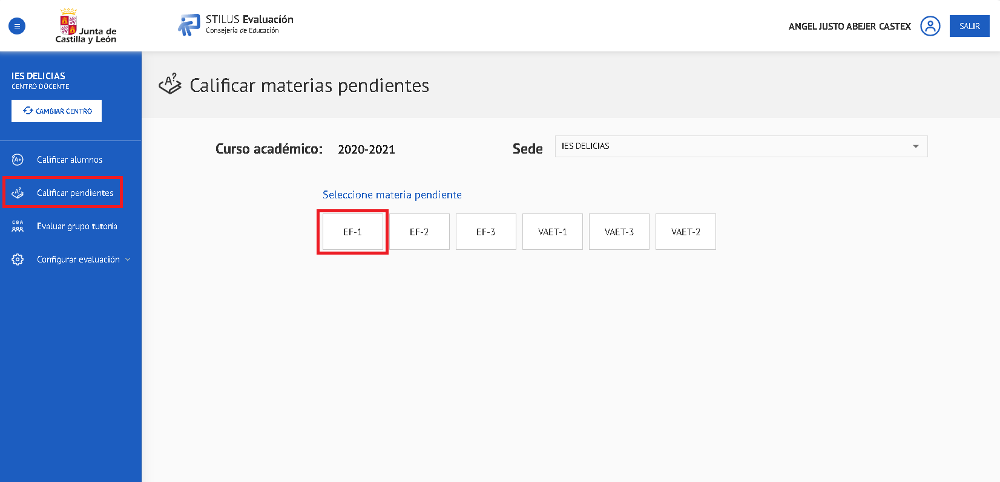 Junta de
Castilla y León
STILUS Evaluación
Consejería de Educación
ANGEL JUSTO ABEJER CASTEX
SALIR
IES DELICIAS
CENTRO DOCENTE
CAMBIAR CENTRO
Calificar alumnos
Calificar pendientes
Evaluar grupo tutoría
Configurar evaluación
Calificar materias pendientes
Curso académico: 2020-2021
Sede IES DELICIAS
Seleccione materia pendiente
EF-1 EF-2 EF-3 VAET-1 VAET-3 VAET-2